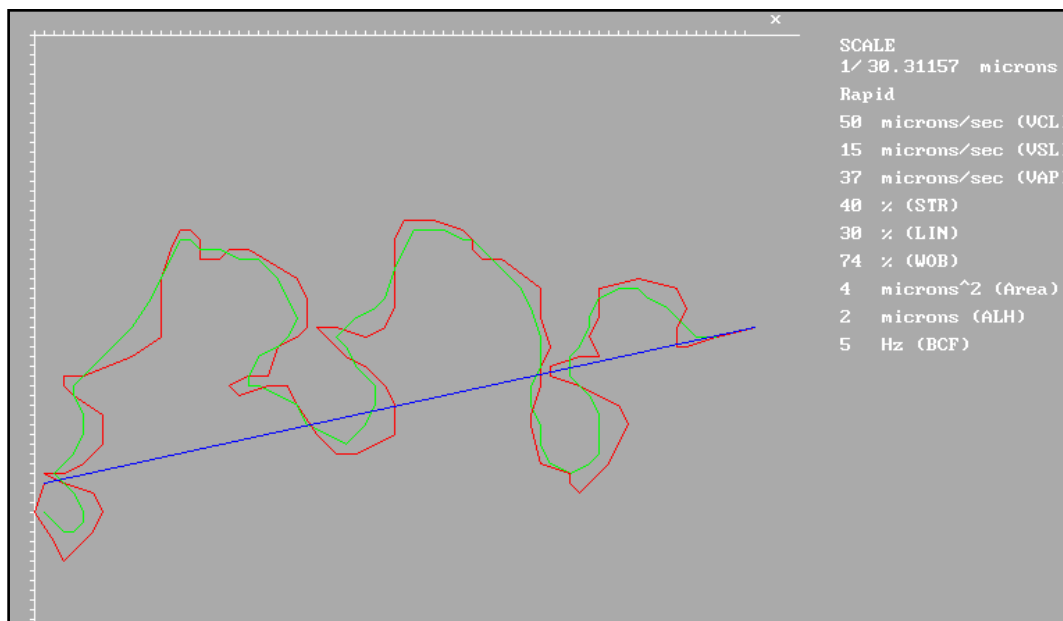 x
SCALE
1/30.31157 microns
Rapid
50 microns/sec (VCL
15 microns/sec (VSL
37 microns/sec (VAP
40 % (STR)
30 % (LIN)
74 % (WOB)
4 microns^2 (Area)
2 microns (ALH)
5 Hz (BCF)